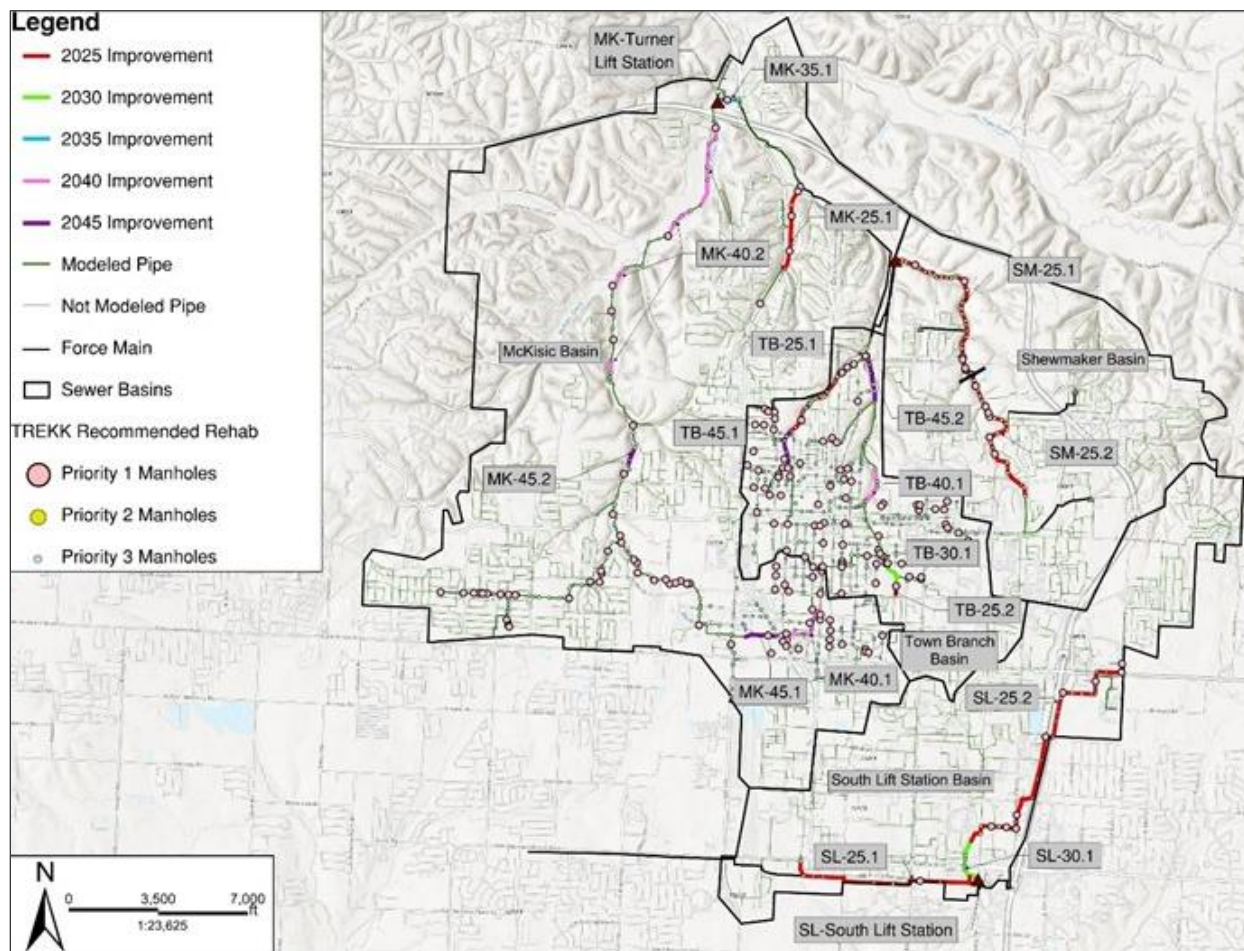 Legend
2025 Improvement
2030 Improvement
2035 Improvement
2040 Improvement
2045 Improvement
Modeled Pipe
Not Modeled Pipe
Force Main
Sewer Basins
TREKK Recommended Rehab
Priority 1 Manholes
Priority 2 Manholes
Priority 3 Manholes
MK-Turner
Lift Station
MK-35.1
MK-25.1
MK-40.2
SM-25.1
TB-25.1
McKisic Basin
Shewmaker Basin
TB-45.2
TB-45.1
SM-25.2
MK-45.2
TB-40.1
TB-30.1
TB-25.2
Town Branch
Basin
MK-45.1
MK-40.1
SL-25.2
South Lift Station Basin
SL-25.1
SL-30.1
SL-South Lift Station
N
0
3,500
7,000
ft
1:23,625